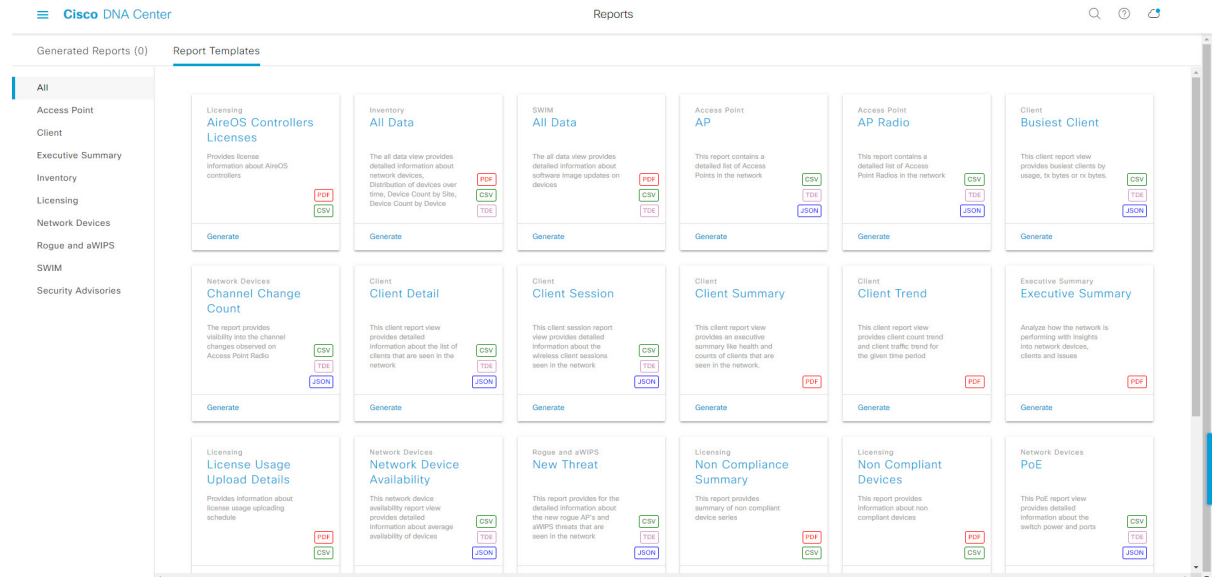 Cisco DNA Center
Reports
Generated Reports (0)
Report Templates
All
Access Point
Client
Executive Summary
Inventory
Licensing
Network Devices
Rogue and aWIPS
SWIM
Security Advisories
Licensing
AireOS Controllers
Licenses
Provides license
information about AireOS
controllers
PDF
CSV
Generate
Inventory
All Data
The all data view provides
detailed information about
network devices,
Distribution of devices over
time, Device Count by Site,
Device Count by Device
PDF
CSV
TDE
Generate
SWIM
All Data
The all data view provides
detailed information about
software image updates on
devices
PDF
CSV
TDE
Generate
Access Point
AP
This report contains a
detailed list of Access
Points in the network
CSV
TDE
JSON
Generate
Access Point
AP Radio
This report contains a
detailed list of Access
Point Radios in the network
CSV
TDE
JSON
Generate
Client
Busiest Client
This client report view
provides busiest clients by
usage, tx bytes or rx bytes.
CSV
TDE
JSON
Generate
Network Devices
Channel Change
Count
The report provides
visibility into the channel
changes observed on
Access Point Radio
CSV
TDE
JSON
Generate
Client
Client Detail
This client report view
provides detailed
information about the list of
clients that are seen in the
network
CSV
TDE
JSON
Generate
Client
Client Session
This client session report
view provides detailed
information about the
wireless client sessions
seen in the network
CSV
TDE
JSON
Generate
Client
Client Summary
This client report view
provides an executive
summary like health and
counts of clients that are
seen in the network.
PDF
Generate
Client
Client Trend
This client report view
provides client count trend
and client traffic trend for
the given time period
PDF
Generate
Executive Summary
Executive Summary
Analyze how the network is
performing with insights
into network devices,
clients and issues
PDF
Generate
Licensing
License Usage
Upload Details
Provides information about
license usage uploading
schedule
PDF
CSV
Network Devices
Network Device
Availability
This network device
availability report view
provides detailed
information about average
availability of devices
CSV
TDE
JSON
Rogue and aWIPS
New Threat
This report provides for the
detailed information about
the new rogue AP's and
aWIPS threats that are
seen in the network
CSV
TDE
JSON
Licensing
Non Compliance
Summary
This report provides
summary of non compliant
device series
PDF
CSV
Licensing
Non Compliant
Devices
This report provides
information about non
compliant devices
PDF
CSV
Network Devices
PoE
This PoE report view
provides detailed
information about the
switch power and ports
CSV
TDE
JSON